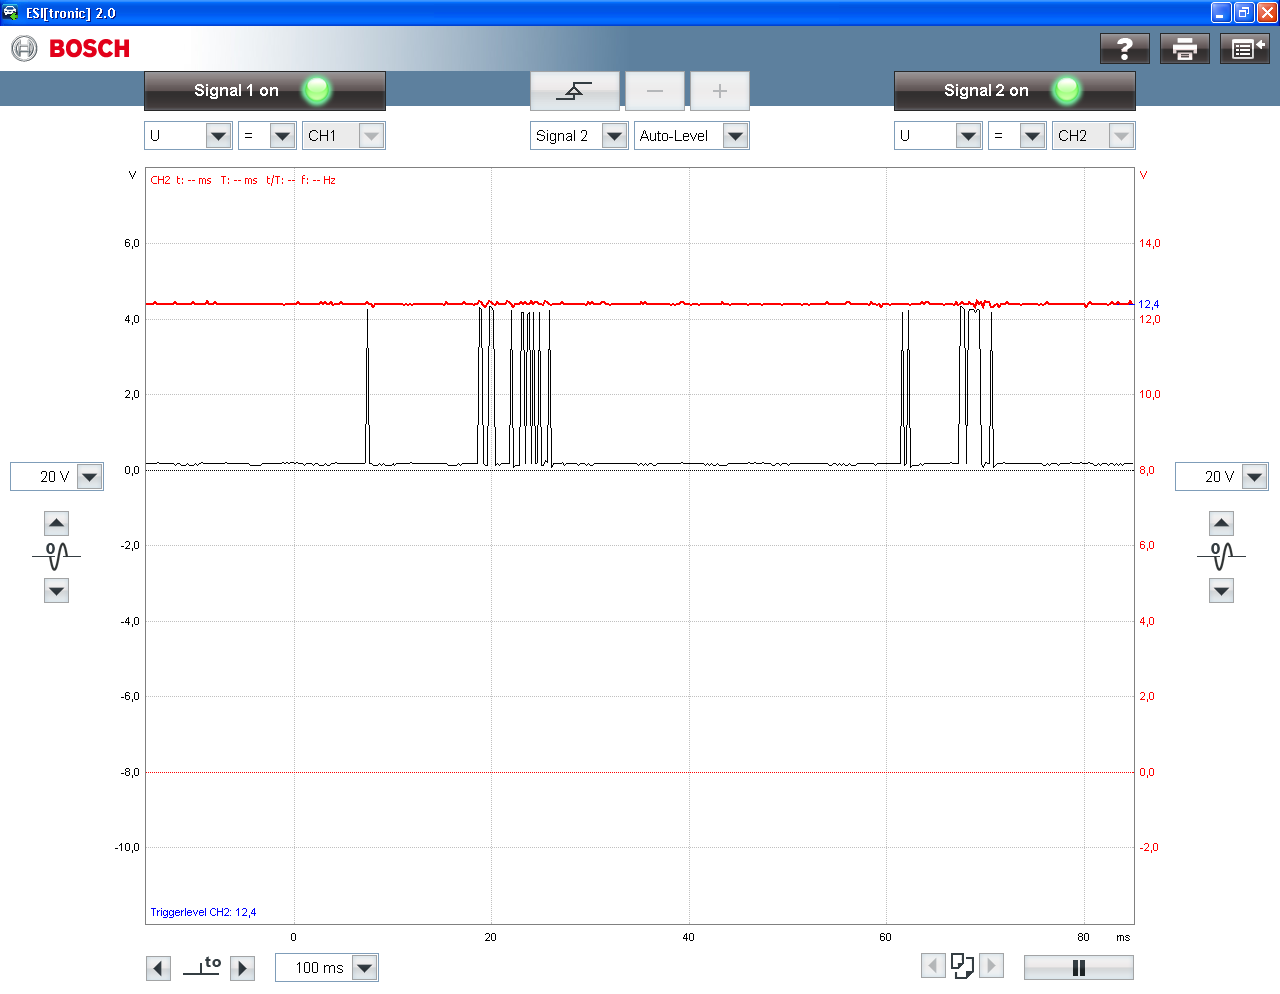 ESI[tronic] 2.0
BOSCH
?
Signal 1 on
Signal 2 on
U = CH1
Signal 2 Auto-Level
U = CH2
V
CH2 t: -- ms T: -- ms t/T: -- f: -- Hz
V
6,0 14,0
12,4
4,0 12,0
2,0 10,0
0,0 8,0
20 V
20 V
-2,0 6,0
0
0
-4,0 4,0
-6,0 2,0
-8,0 0,0
-10,0 -2,0
Triggerlevel CH2: 12,4
0 20 40 60 80 ms
to
100 ms